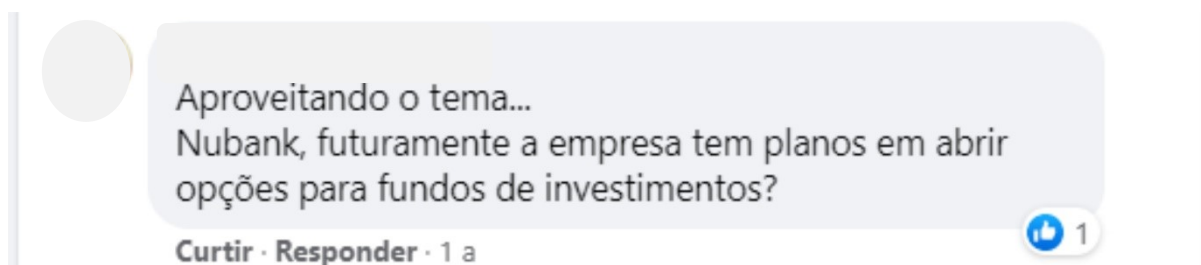 Aproveitando o tema...
Nubank, futuramente a empresa tem planos em abrir
opções para fundos de investimentos?
Curtir · Responder · 1 a
1